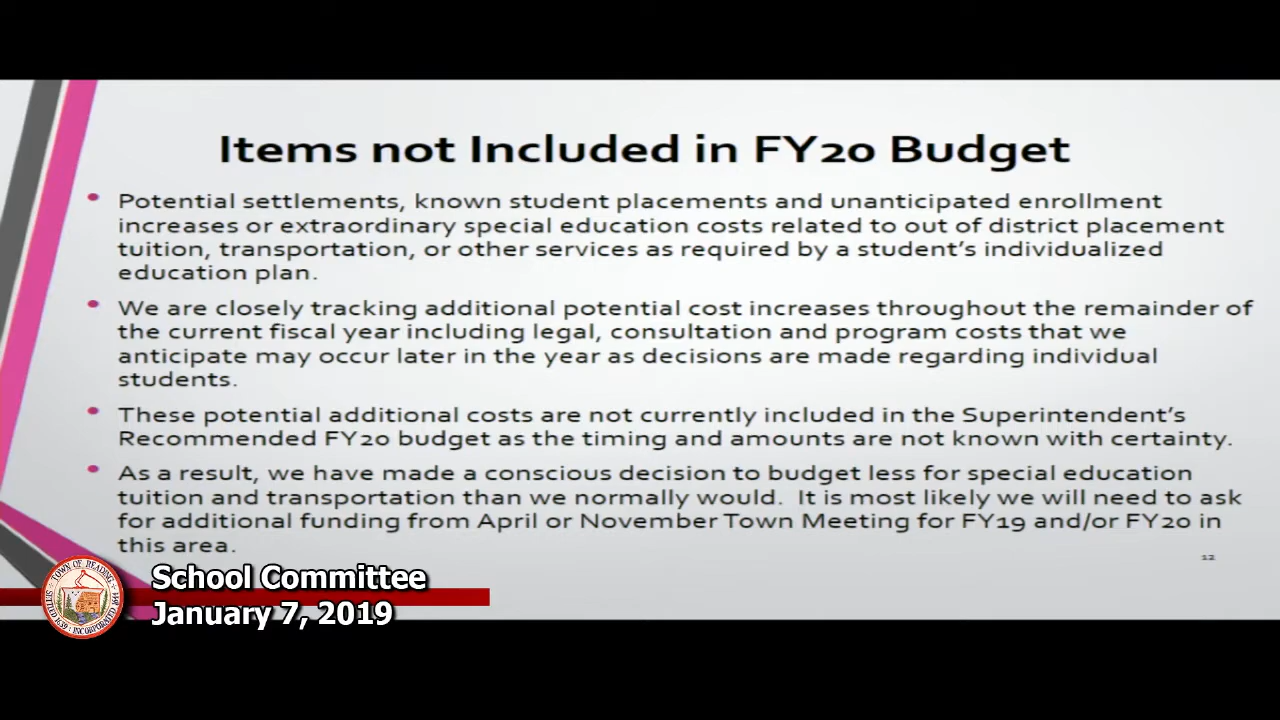 Items not Included in FY20 Budget
• Potential settlements, known student placements and unanticipated enrollment
increases or extraordinary special education costs related to out of district placement
tuition, transportation, or other services as required by a student's individualized
education plan.
• We are closely tracking additional potential cost increases throughout the remainder of
the current fiscal year including legal, consultation and program costs that we
anticipate may occur later in the year as decisions are made regarding individual
students.
• These potential additional costs are not currently included in the Superintendent's
Recommended FY20 budget as the timing and amounts are not known with certainty.
• As a result, we have made a conscious decision to budget less for special education
tuition and transportation than we normally would.  It is most likely we will need to ask
for additional funding from April or November Town Meeting for FY19 and/or FY20 in
this area.
12
School Committee
January 7, 2019
TOWN OF READING
SETTLED 1639 INCORPORATED 1644